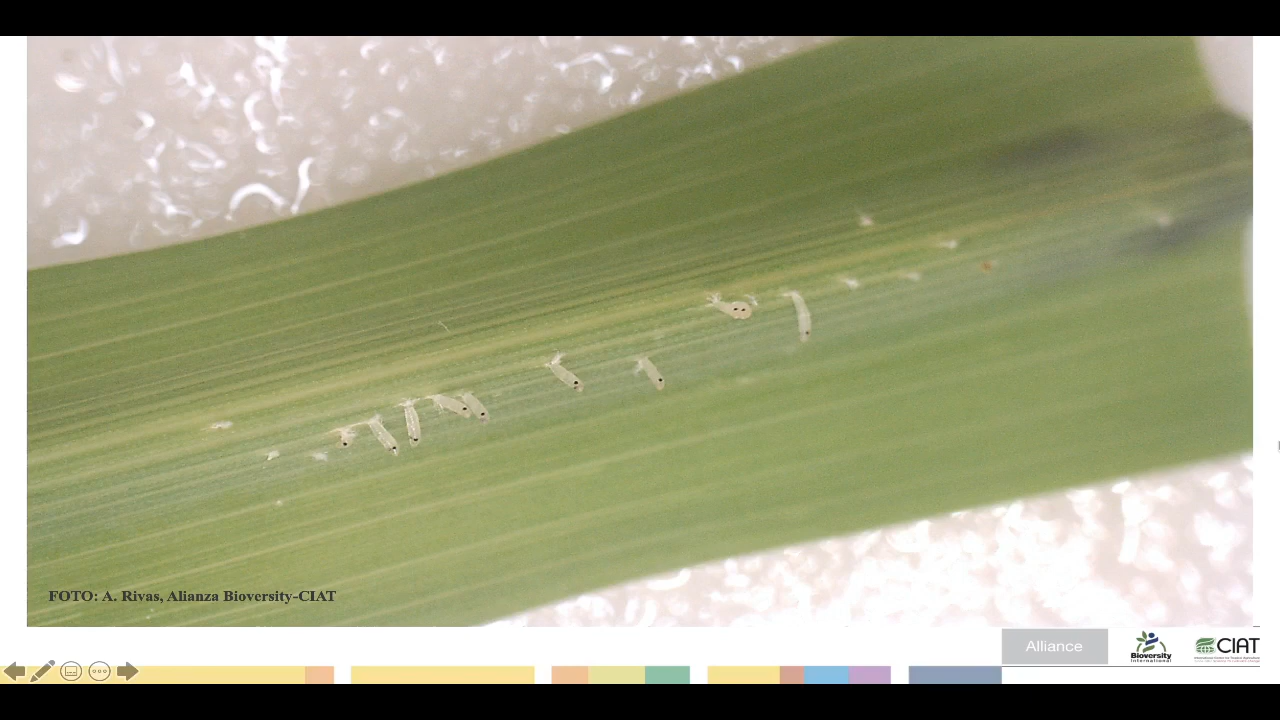 FOTO: A. Rivas, Alianza Bioversity-CIAT
Alliance
Bioversity
International
CIAT